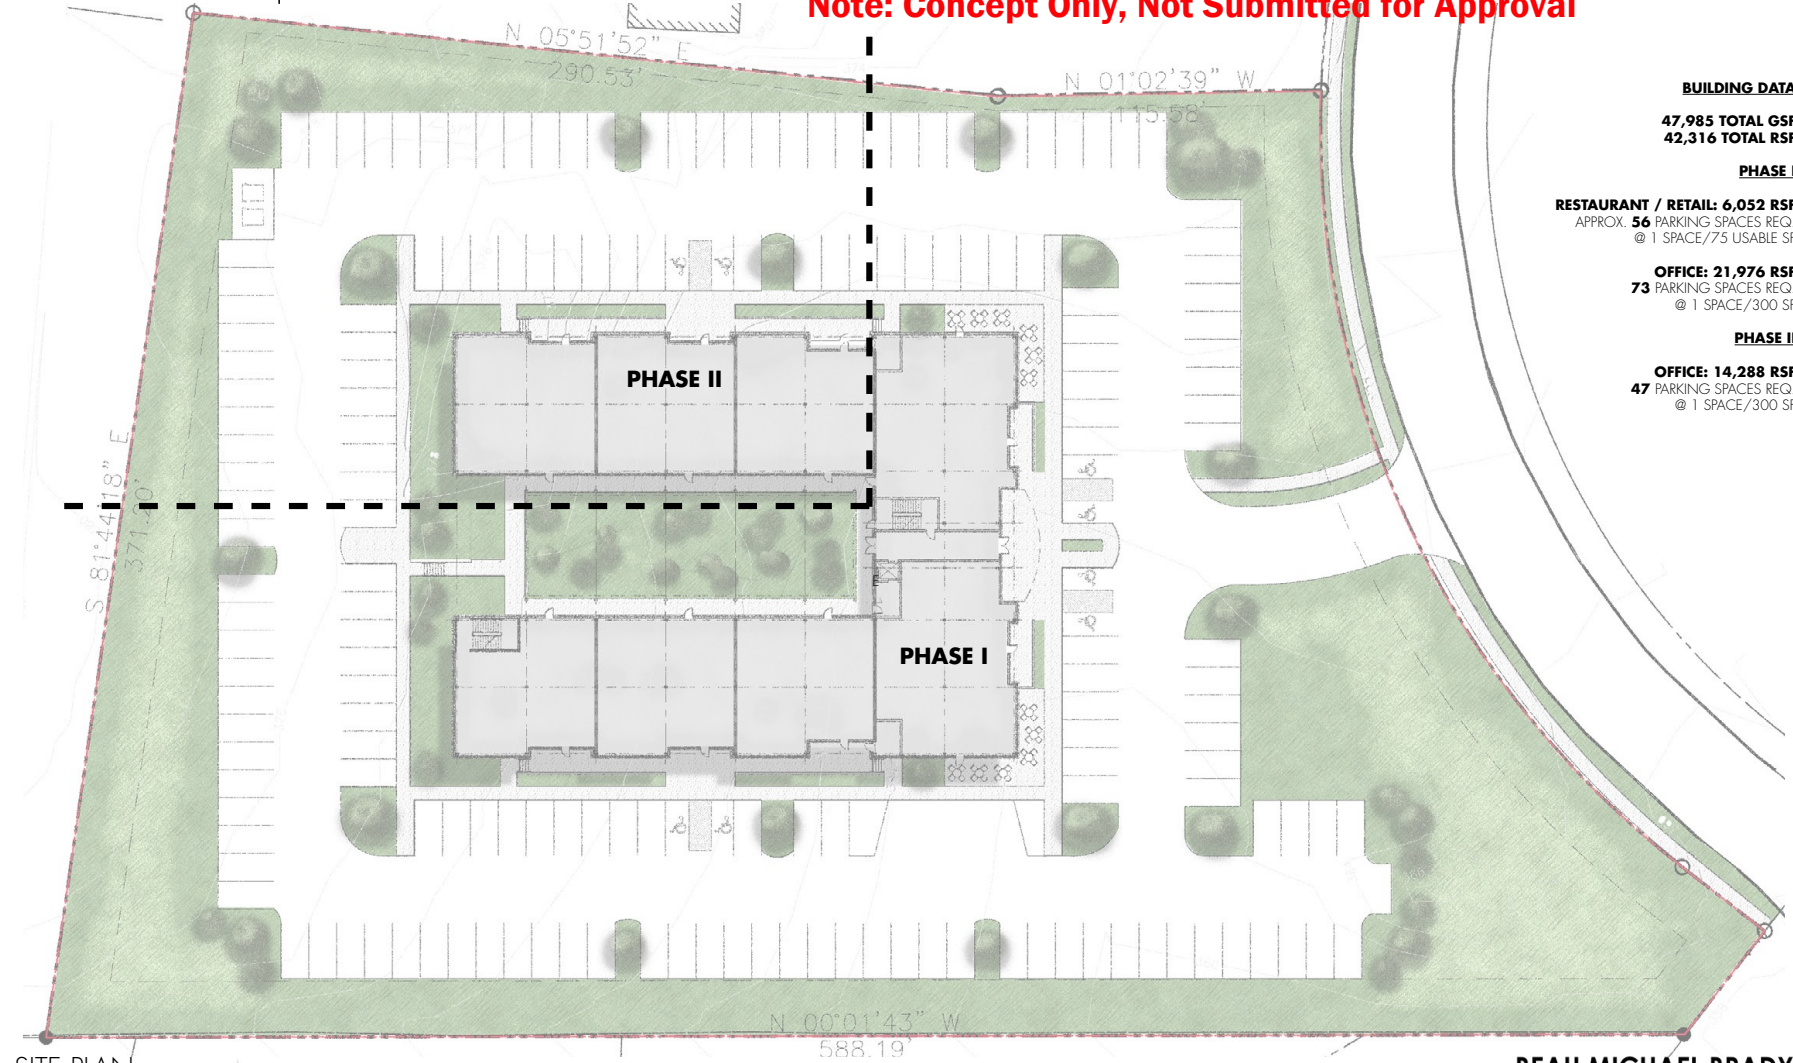 Note: Concept Only, Not Submitted for Approval
N 05°51'52" E
290.53'
N 01°02'39" W
115.58'
BUILDING DATA
47,985 TOTAL GSF
42,316 TOTAL RSF
PHASE I
RESTAURANT / RETAIL: 6,052 RSF
APPROX. 56 PARKING SPACES REQ.
@ 1 SPACE/75 USABLE SF
OFFICE: 21,976 RSF
73 PARKING SPACES REQ.
@ 1 SPACE/300 SF
PHASE II
OFFICE: 14,288 RSF
47 PARKING SPACES REQ.
@ 1 SPACE/300 SF
PHASE II
S 81°44'18" E
PHASE I
N 00°01'43" W
588.19'
SITE PLAN
BEAU MICHAEL BRADY